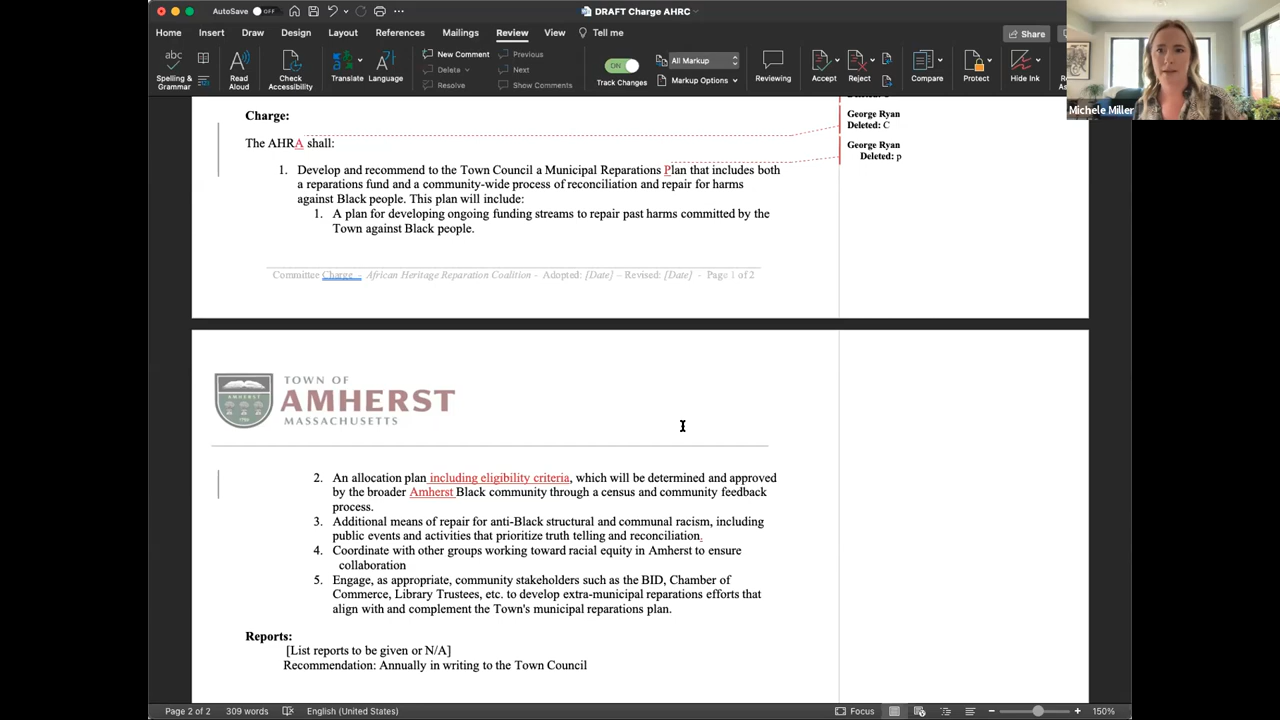 AutoSave OFF DRAFT Charge AHRC
Home Insert Draw Design Layout References Mailings Review View Tell me Share
New Comment Previous All Markup
Delete Next Markup Options
Resolve Show Comments
Spelling & Grammar Read Aloud Check Accessibility Translate Language ON Track Changes Reviewing Accept Reject Compare Protect Hide Ink
Michele Miller
Charge:
George Ryan
Deleted: C
The AHRA shall:
George Ryan
Deleted: p
1. Develop and recommend to the Town Council a Municipal Reparations Plan that includes both
a reparations fund and a community-wide process of reconciliation and repair for harms
against Black people. This plan will include:
1. A plan for developing ongoing funding streams to repair past harms committed by the
Town against Black people.
Committee Charge - African Heritage Reparation Coalition - Adopted: [Date] – Revised: [Date] - Page 1 of 2
TOWN OF
AMHERST
MASSACHUSETTS
2. An allocation plan including eligibility criteria, which will be determined and approved
by the broader Amherst Black community through a census and community feedback
process.
3. Additional means of repair for anti-Black structural and communal racism, including
public events and activities that prioritize truth telling and reconciliation.
4. Coordinate with other groups working toward racial equity in Amherst to ensure
collaboration
5. Engage, as appropriate, community stakeholders such as the BID, Chamber of
Commerce, Library Trustees, etc. to develop extra-municipal reparations efforts that
align with and complement the Town's municipal reparations plan.
Reports:
[List reports to be given or N/A]
Recommendation: Annually in writing to the Town Council
Page 2 of 2 309 words English (United States) Focus 150%